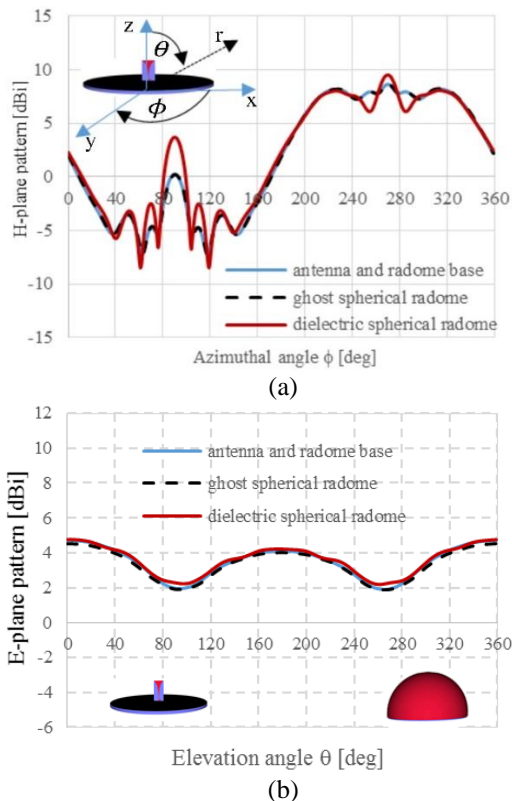 z
θ
r
x
ϕ
y
H-plane pattern [dBi]
15
10
5
0
-5
-10
-15
0 40 80 120 160 200 240 280 320 360
antenna and radome base
ghost spherical radome
dielectric spherical radome
Azimuthal angle ϕ [deg]
(a)
E-plane pattern [dBi]
12
10
8
6
4
2
0
-2
-4
-6
antenna and radome base
ghost spherical radome
dielectric spherical radome
0 40 80 120 160 200 240 280 320 360
Elevation angle θ [deg]
(b)